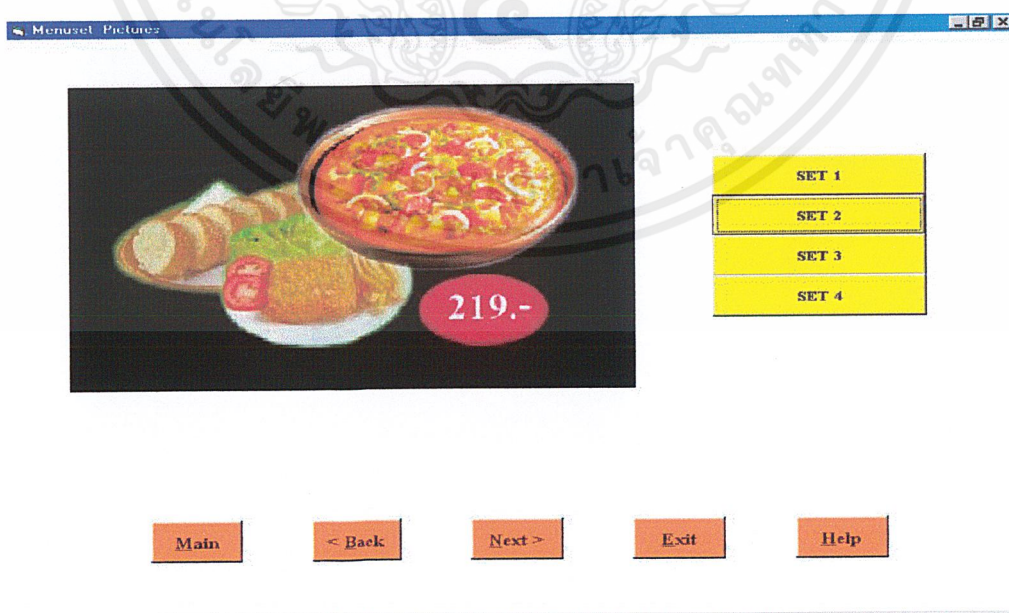 Menuset Pictures
219.-
SET 1
SET 2
SET 3
SET 4
Main
< Back
Next >
Exit
Help